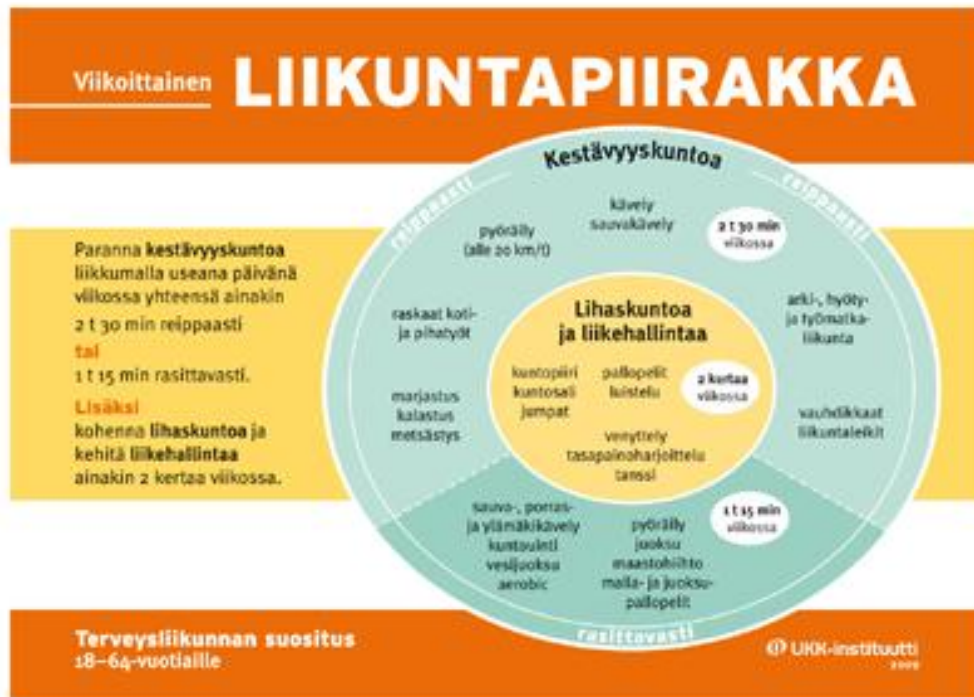 Viikoittainen LIIKUNTAPIIRAKKA
Paranna kestävyyskuntoa
liikkumalla useana päivänä
viikossa yhteensä ainakin
2 t 30 min reippaasti
tai
1 t 15 min rasittavasti.
Lisäksi
kohenna lihaskuntoa ja
kehitä liikehallintaa
ainakin 2 kertaa viikossa.
Kestävyyskuntoa
reippaasti
reippaasti
kävely
sauvakävely
2 t 30 min
viikossa
pyöräily
(alle 20 km/t)
raskaat koti-
ja pihatyöt
arki-, hyöty-
ja työmatka-
liikunta
marjastus
kalastus
metsästys
vauhdikkaat
liikuntaleikit
Lihaskuntoa
ja liikehallintaa
kuntopiiri
kuntosali
jumpat
pallopelit
luistelu
2 kertaa
viikossa
venyttely
tasapainoharjoittelu
tanssi
sauva-, porras-
ja ylämäkikävely
kuntouinti
vesijuoksu
aerobic
pyöräily
juoksu
maastohiihto
maila- ja juoksu-
pallopelit
1 t 15 min
viikossa
rasittavasti
Terveysliikunnan suositus
18–64-vuotiaille
UKK-instituutti
2009